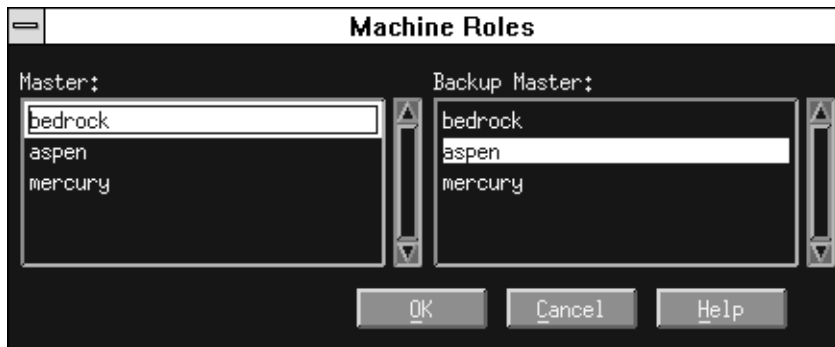 Machine Roles
Master:
bedrock
aspen
mercury
Backup Master:
bedrock
aspen
mercury
OK
Cancel
Help